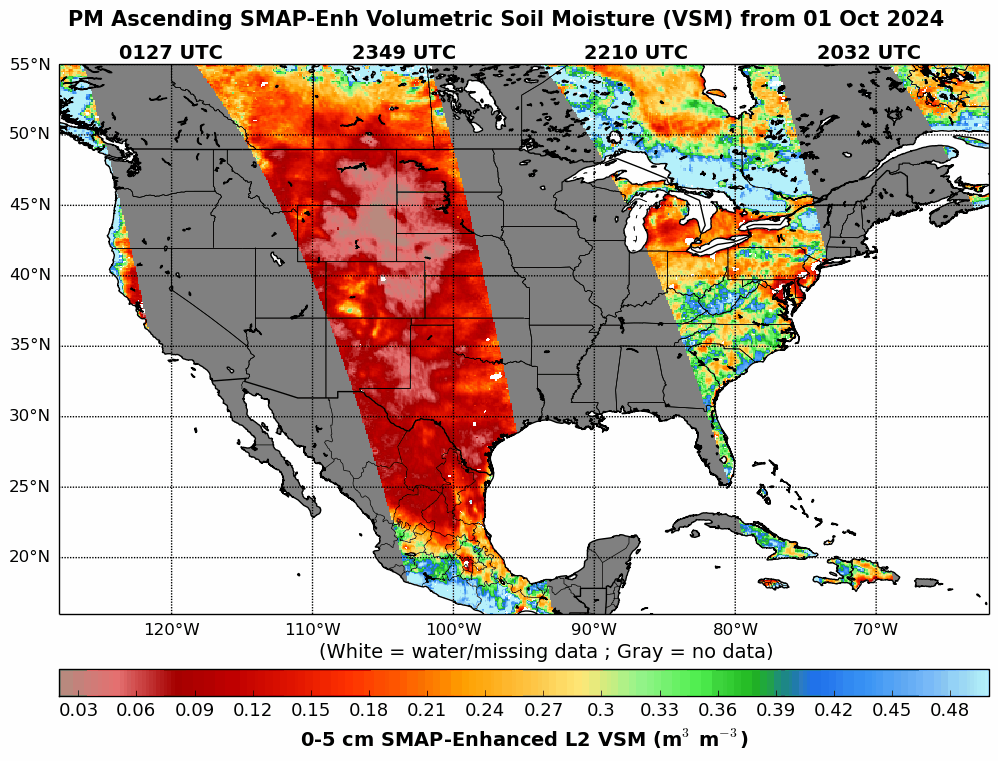 PM Ascending SMAP-Enh Volumetric Soil Moisture (VSM) from 01 Oct 2024
0127 UTC 2349 UTC 2210 UTC 2032 UTC
55°N
50°N
45°N
40°N
35°N
30°N
25°N
20°N
120°W 110°W 100°W 90°W 80°W 70°W
(White = water/missing data ; Gray = no data)
0.03 0.06 0.09 0.12 0.15 0.18 0.21 0.24 0.27 0.3 0.33 0.36 0.39 0.42 0.45 0.48
0-5 cm SMAP-Enhanced L2 VSM (m³ m⁻³)